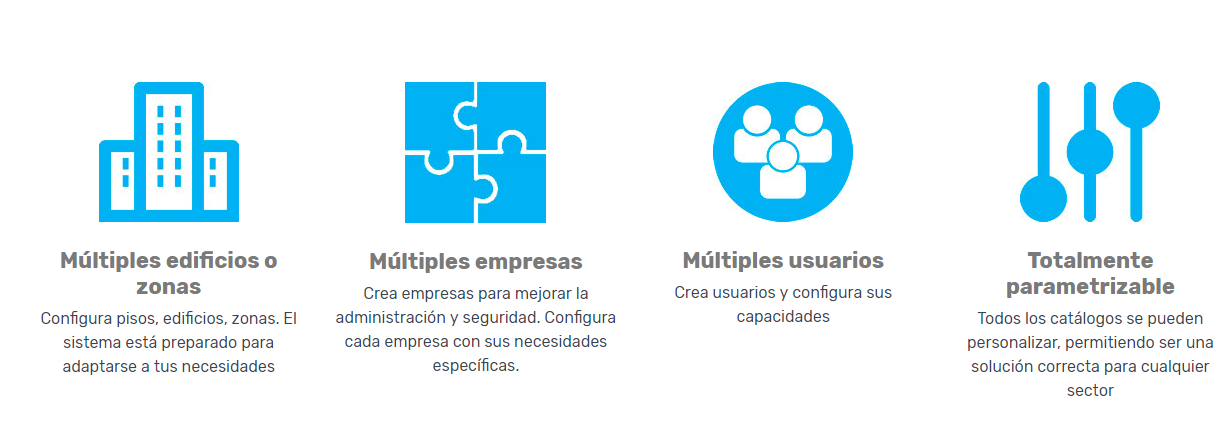 Múltiples edificios o
zonas
Configura pisos, edificios, zonas. El
sistema está preparado para
adaptarse a tus necesidades
Múltiples empresas
Crea empresas para mejorar la
administración y seguridad. Configura
cada empresa con sus necesidades
específicas.
Múltiples usuarios
Crea usuarios y configura sus
capacidades
Totalmente
parametrizable
Todos los catálogos se pueden
personalizar, permitiendo ser una
solución correcta para cualquier
sector